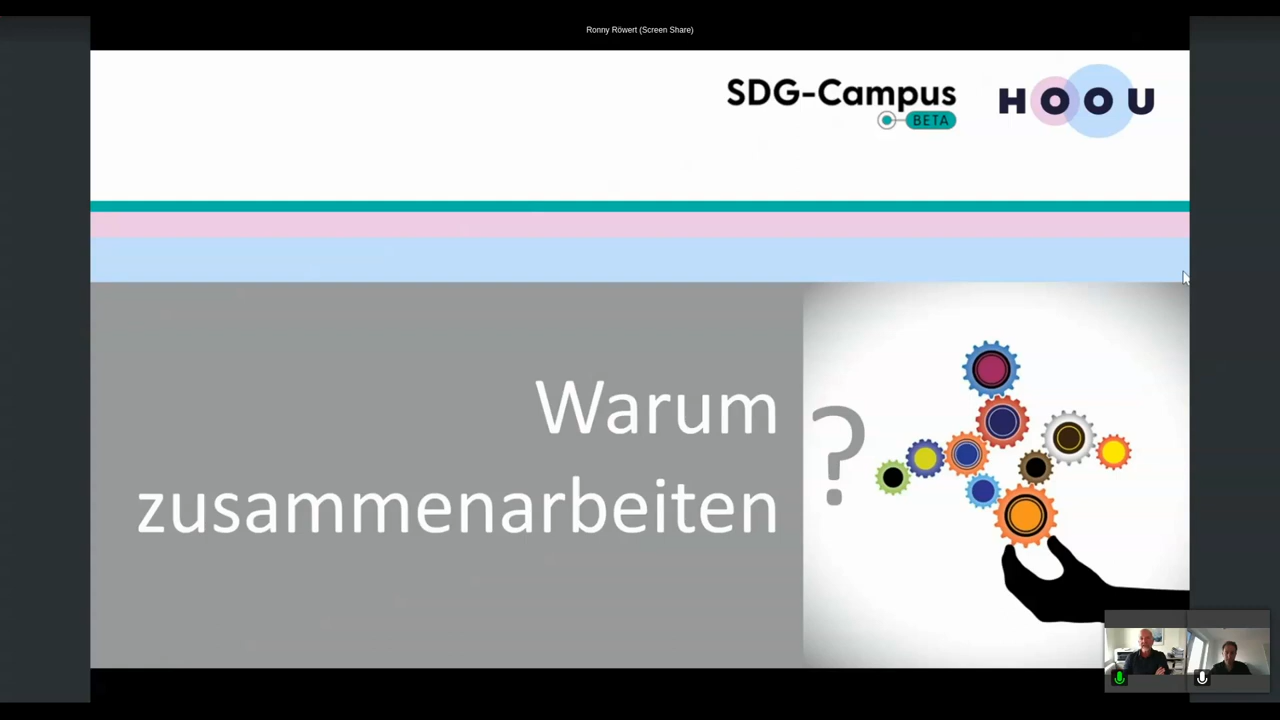 Ronny Röwert (Screen Share)
SDG-Campus
BETA
HOOU
Warum
zusammenarbeiten
?